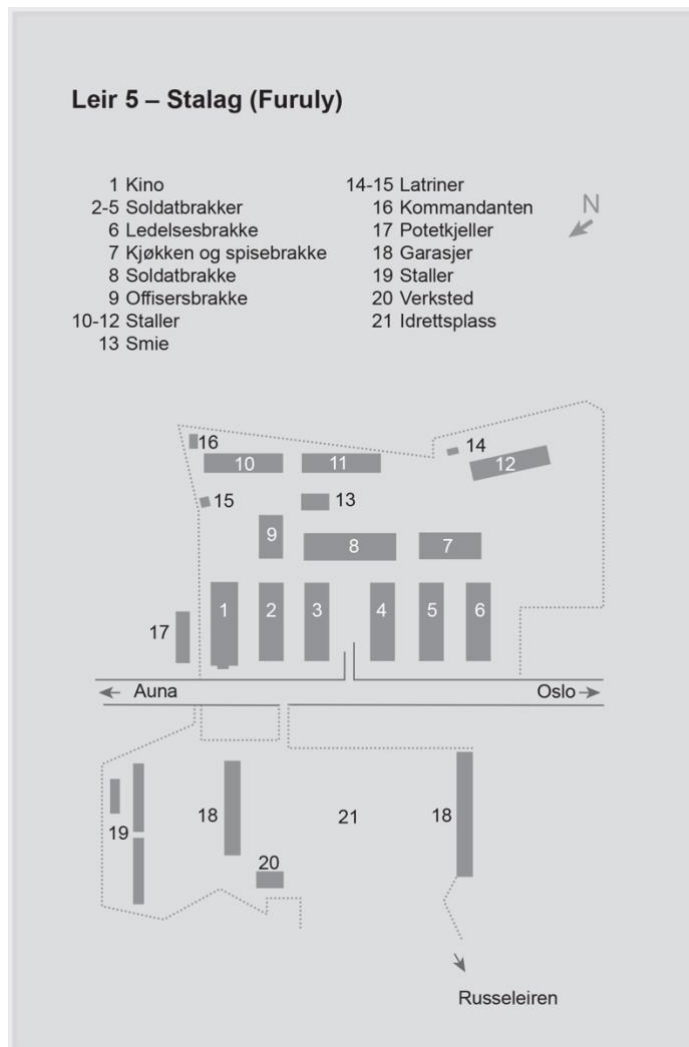 Leir 5 – Stalag (Furuly)
1 Kino
2-5 Soldatbrakker
6 Ledelsesbrakke
7 Kjøkken og spisebrakke
8 Soldatbrakke
9 Offisersbrakke
10-12 Staller
13 Smie
14-15 Latriner
16 Kommandanten
17 Potetkjeller
18 Garasjer
19 Staller
20 Verksted
21 Idrettsplass
N
16
10
11
14
12
15
13
9
8
7
17
1
2
3
4
5
6
Auna
Oslo
19
18
21
18
20
Russeleiren